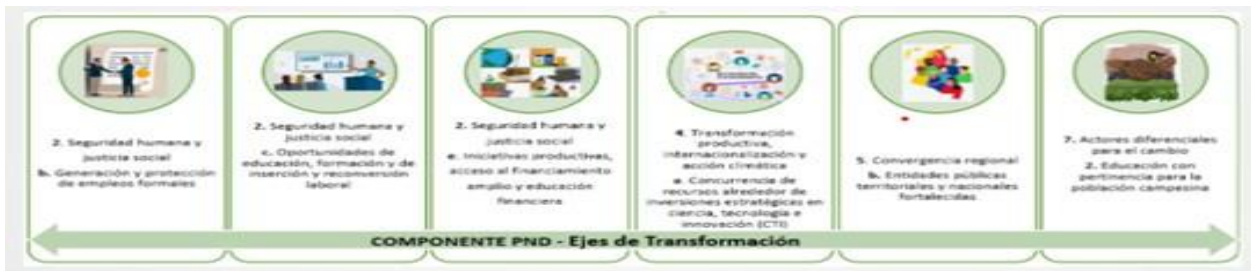 2. Seguridad humana y
justicia social
b. Generación y protección
de empleos formales
2. Seguridad humana y
justicia social
c. Oportunidades de
educación, formación y de
inserción y reconversión
laboral
2. Seguridad humana y
justicia social
e. Iniciativas productivas,
acceso al financiamiento
amplio y educación
financiera
4. Transformación
productiva,
internacionalización y
acción climática
a. Concurrencia de
recursos alrededor de
inversiones estratégicas en
ciencia, tecnología e
innovación (CTI)
5. Convergencia regional
b. Entidades públicas
territoriales y nacionales
fortalecidas
7. Actores diferenciales
para el cambio
2. Educación con
pertinencia para la
población campesina
COMPONENTE PND - Ejes de Transformación